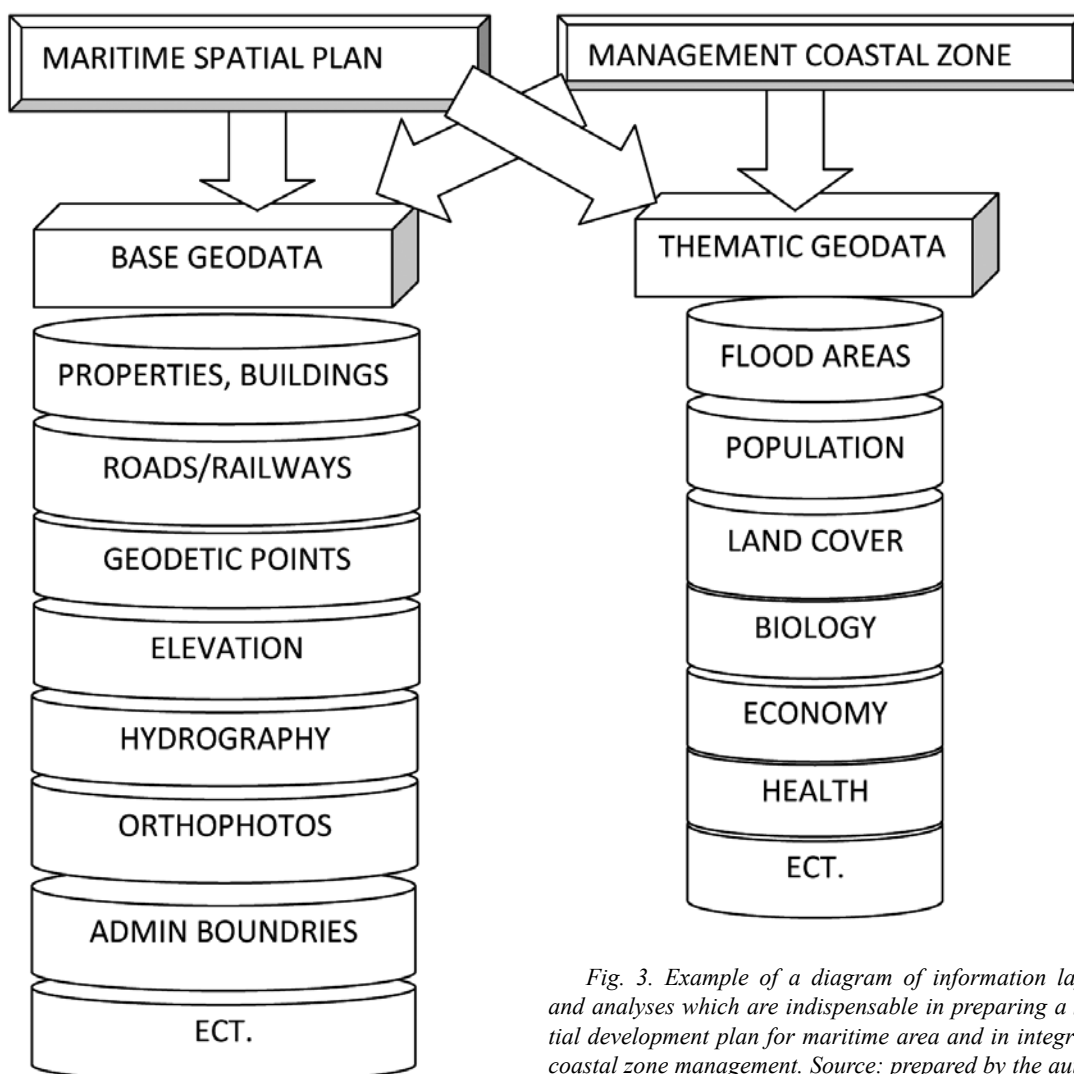 MARITIME SPATIAL PLAN
MANAGEMENT COASTAL ZONE
BASE GEODATA
PROPERTIES, BUILDINGS
ROADS/RAILWAYS
GEODETIC POINTS
ELEVATION
HYDROGRAPHY
ORTHOPHOTOS
ADMIN BOUNDRIES
ECT.
THEMATIC GEODATA
FLOOD AREAS
POPULATION
LAND COVER
BIOLOGY
ECONOMY
HEALTH
ECT.
Fig. 3. Example of a diagram of information
and analyses which are indispensable in preparing a
tial development plan for maritime area and in
coastal zone management. Source: prepared by the